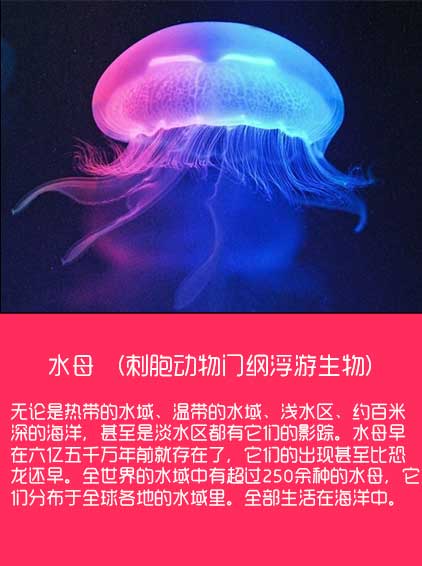 水母 (刺胞动物门纲浮游生物)
无论是热带的水域、温带的水域、浅水区、约百米
深的海洋，甚至是淡水区都有它们的影踪。水母早
在六亿五千万年前就存在了，它们的出现甚至比恐
龙还早。全世界的水域中有超过250余种的水母，它
们分布于全球各地的水域里。全部生活在海洋中。